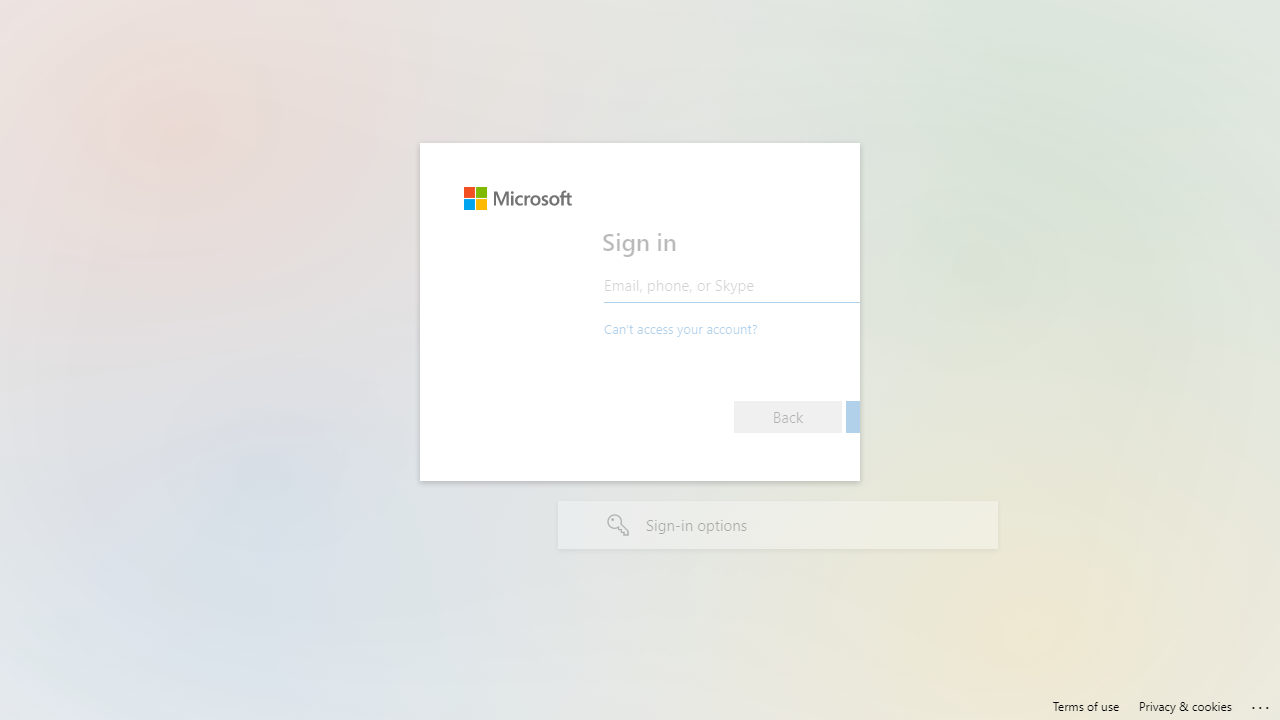 Microsoft
Sign in
Email, phone, or Skype
Can't access your account?
Back
Sign-in options
Terms of use
Privacy & cookies
...